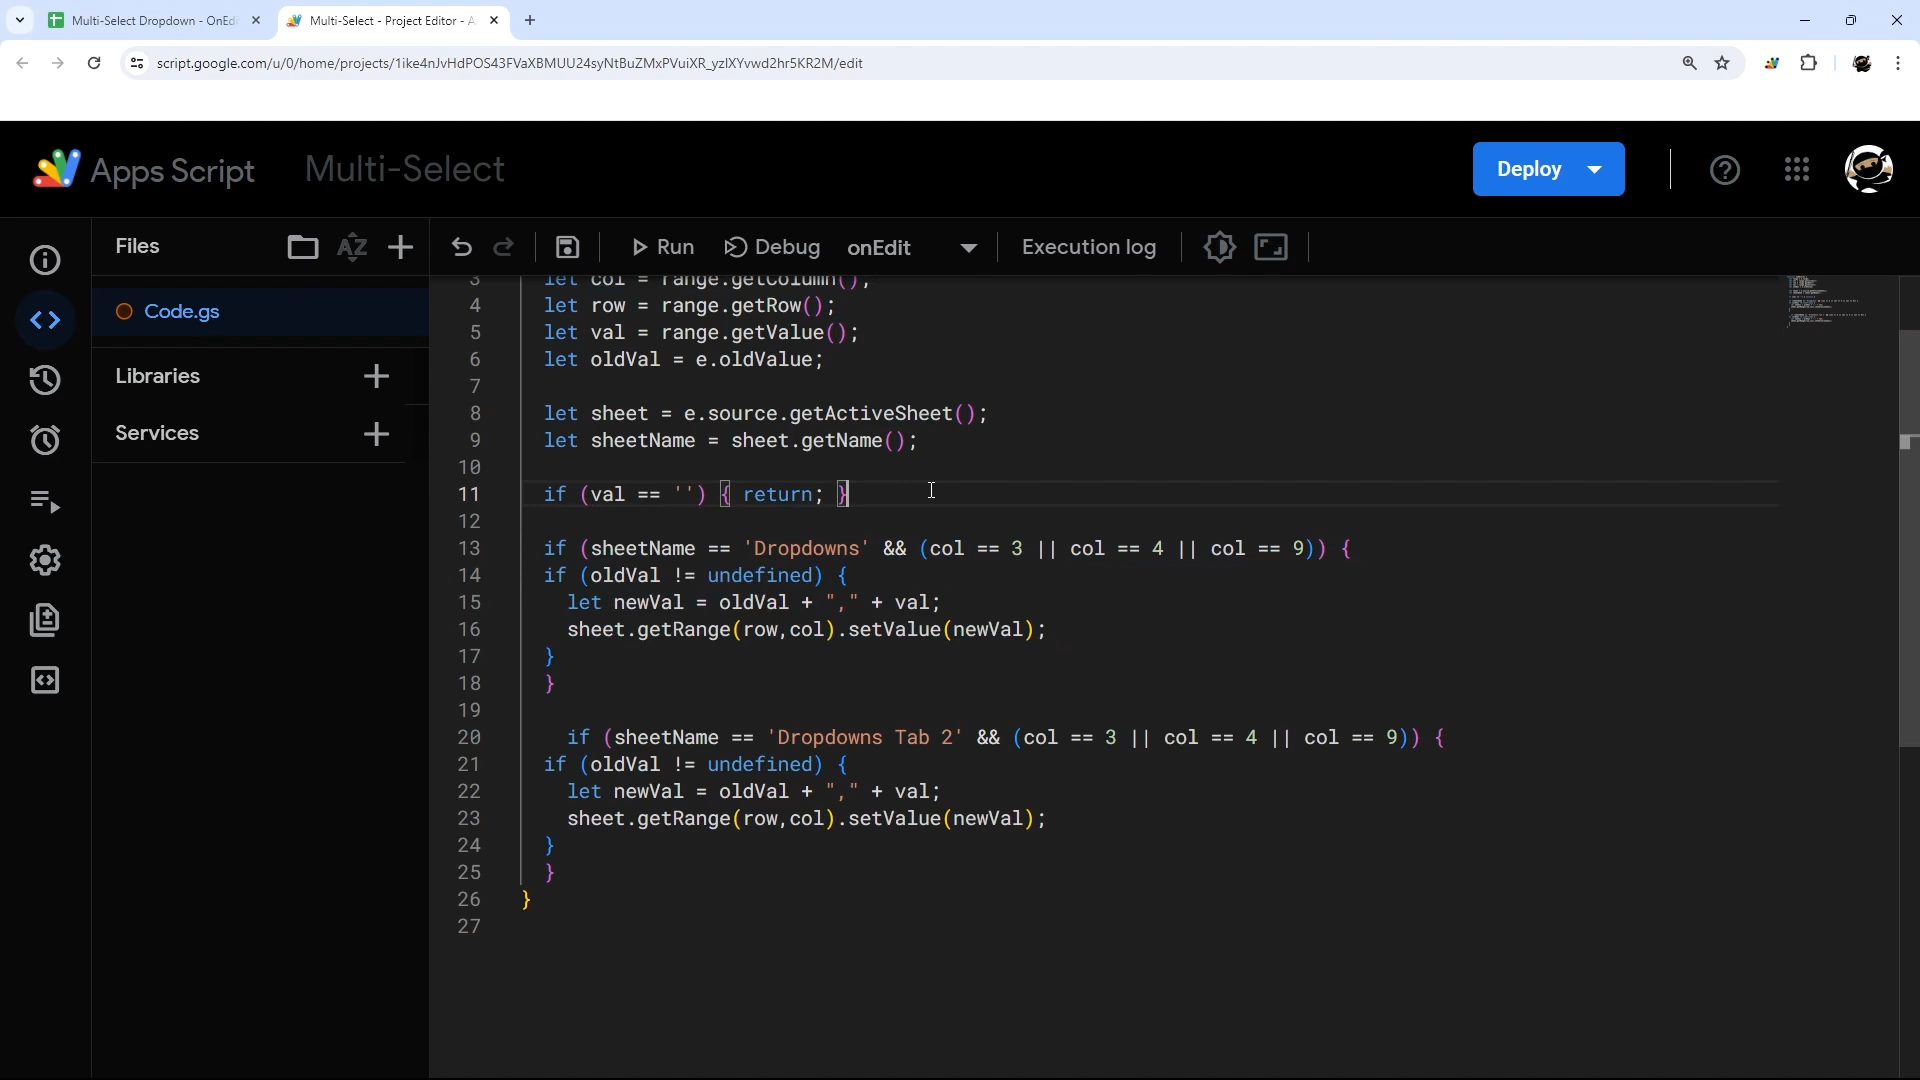 Multi-Select Dropdown - OnEdi
Multi-Select - Project Editor - A
script.google.com/u/0/home/projects/1ike4nJvHdPOS43FVaXBMUU24syNtBuZMxPVuiXR_yzlXYvwd2hr5KR2M/edit
Apps Script
Multi-Select
Deploy
Files
AZ
Run
Debug
onEdit
Execution log
Code.gs
Libraries
Services
3 let col = range.getColumn();
4 let row = range.getRow();
5 let val = range.getValue();
6 let oldVal = e.oldValue;
7
8 let sheet = e.source.getActiveSheet();
9 let sheetName = sheet.getName();
10
11 if (val == '') { return; }
12
13 if (sheetName == 'Dropdowns' && (col == 3 || col == 4 || col == 9)) {
14 if (oldVal != undefined) {
15 let newVal = oldVal + "," + val;
16 sheet.getRange(row,col).setValue(newVal);
17 }
18 }
19
20 if (sheetName == 'Dropdowns Tab 2' && (col == 3 || col == 4 || col == 9)) {
21 if (oldVal != undefined) {
22 let newVal = oldVal + "," + val;
23 sheet.getRange(row,col).setValue(newVal);
24 }
25 }
26 }
27